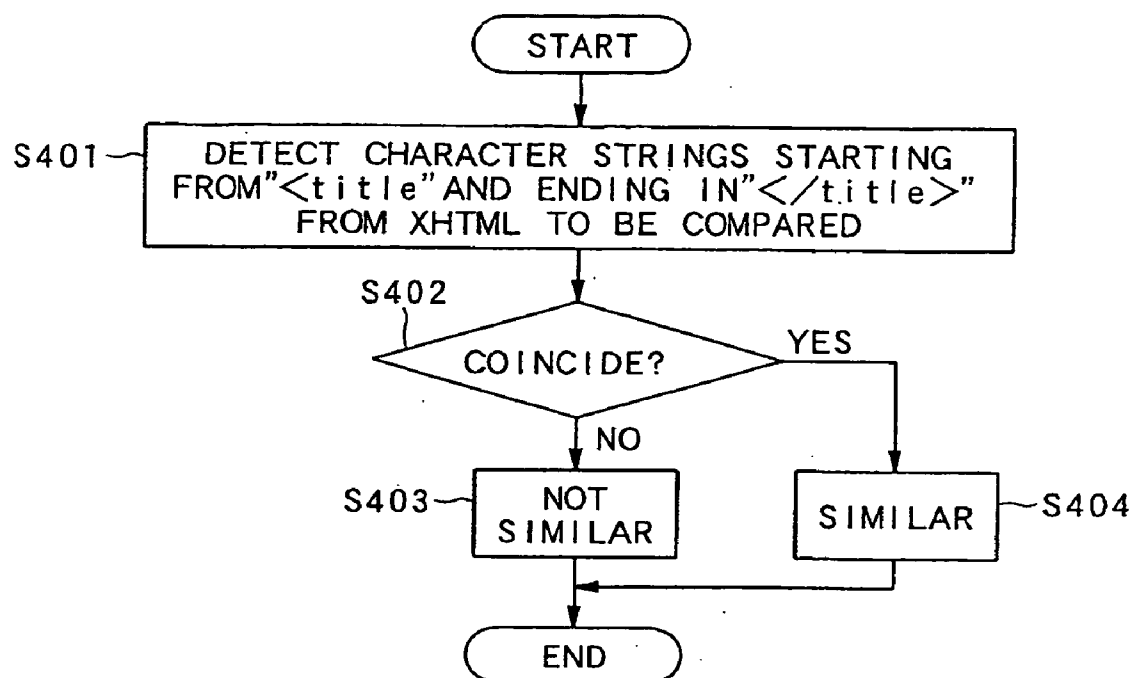 START
S401
DETECT CHARACTER STRINGS STARTING
FROM"<title"AND ENDING IN"</title>"
FROM XHTML TO BE COMPARED
S402
COINCIDE?
YES
NO
S403
NOT
SIMILAR
SIMILAR
S404
END